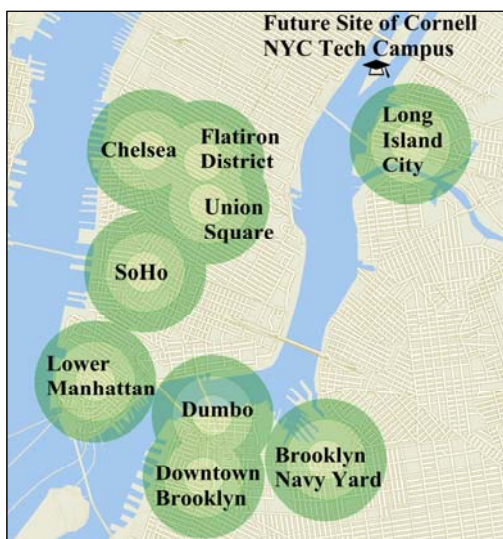 Future Site of Cornell
NYC Tech Campus
Long
Island
City
Chelsea
Flatiron
District
Union
Square
SoHo
Lower
Manhattan
Dumbo
Downtown
Brooklyn
Brooklyn
Navy Yard